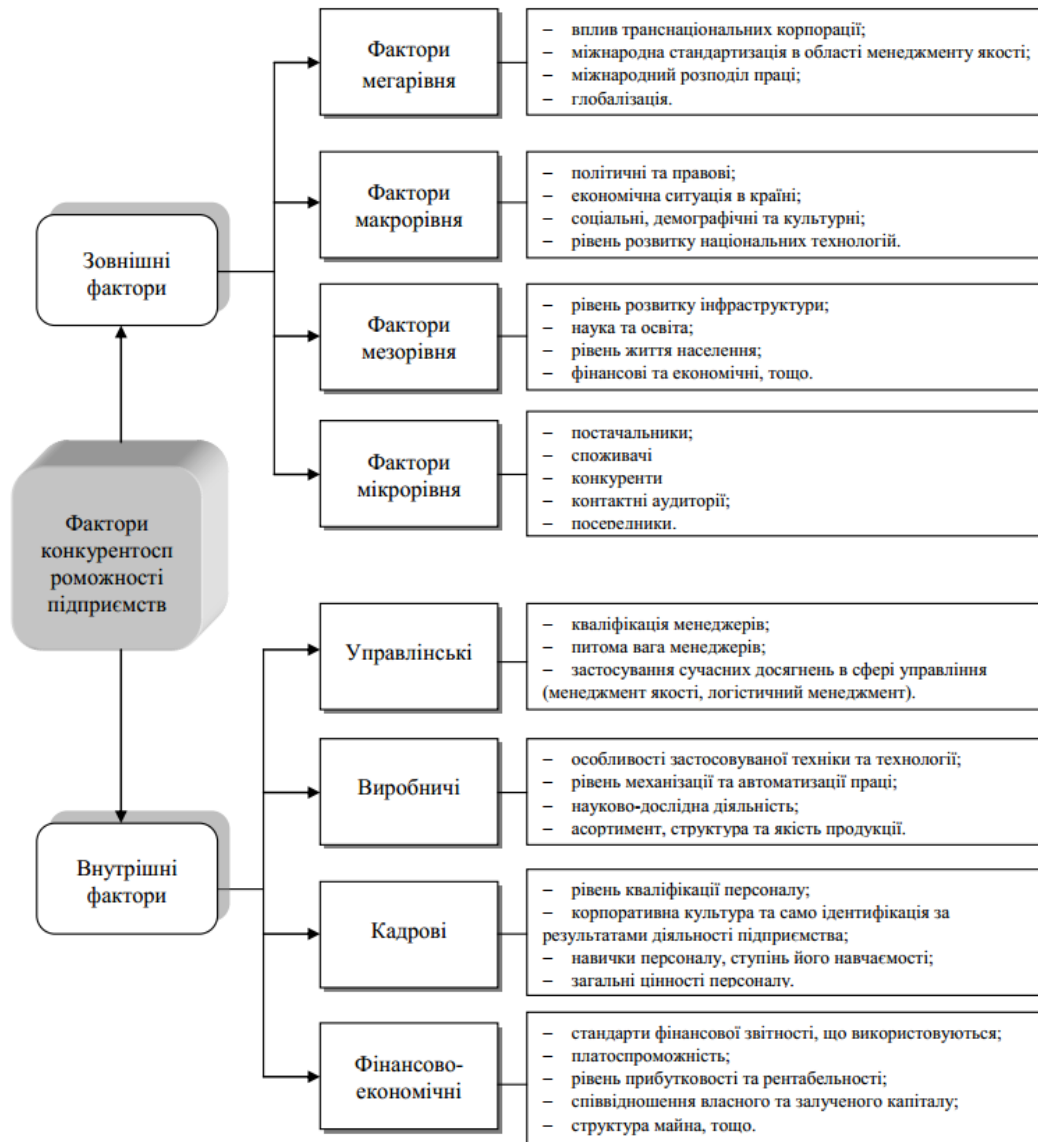 Фактори
мегарівня
– вплив транснаціональних корпорації;
– міжнародна стандартизація в області менеджменту якості;
– міжнародний розподіл праці;
– глобалізація.
Фактори
макрорівня
– політичні та правові;
– економічна ситуація в країні;
– соціальні, демографічні та культурні;
– рівень розвитку національних технологій.
Зовнішні
фактори
Фактори
мезорівня
– рівень розвитку інфраструктури;
– наука та освіта;
– рівень життя населення;
– фінансові та економічні, тощо.
Фактори
мікрорівня
– постачальники;
– споживачі
– конкуренти
– контактні аудиторії;
– посередники.
Фактори
конкурентосп
роможності
підприємств
Управлінські
– кваліфікація менеджерів;
– питома вага менеджерів;
– застосування сучасних досягнень в сфері управління
(менеджмент якості, логістичний менеджмент).
Виробничі
– особливості застосовуваної техніки та технології;
– рівень механізації та автоматизації праці;
– науково-дослідна діяльність;
– асортимент, структура та якість продукції.
Внутрішні
фактори
Кадрові
– рівень кваліфікації персоналу;
– корпоративна культура та само ідентифікація за
результатами діяльності підприємства;
– навички персоналу, ступінь його навчаємості;
– загальні цінності персоналу.
Фінансово-
економічні
– стандарти фінансової звітності, що використовуються;
– платоспроможність;
– рівень прибутковості та рентабельності;
– співвідношення власного та залученого капіталу;
– структура майна, тощо.